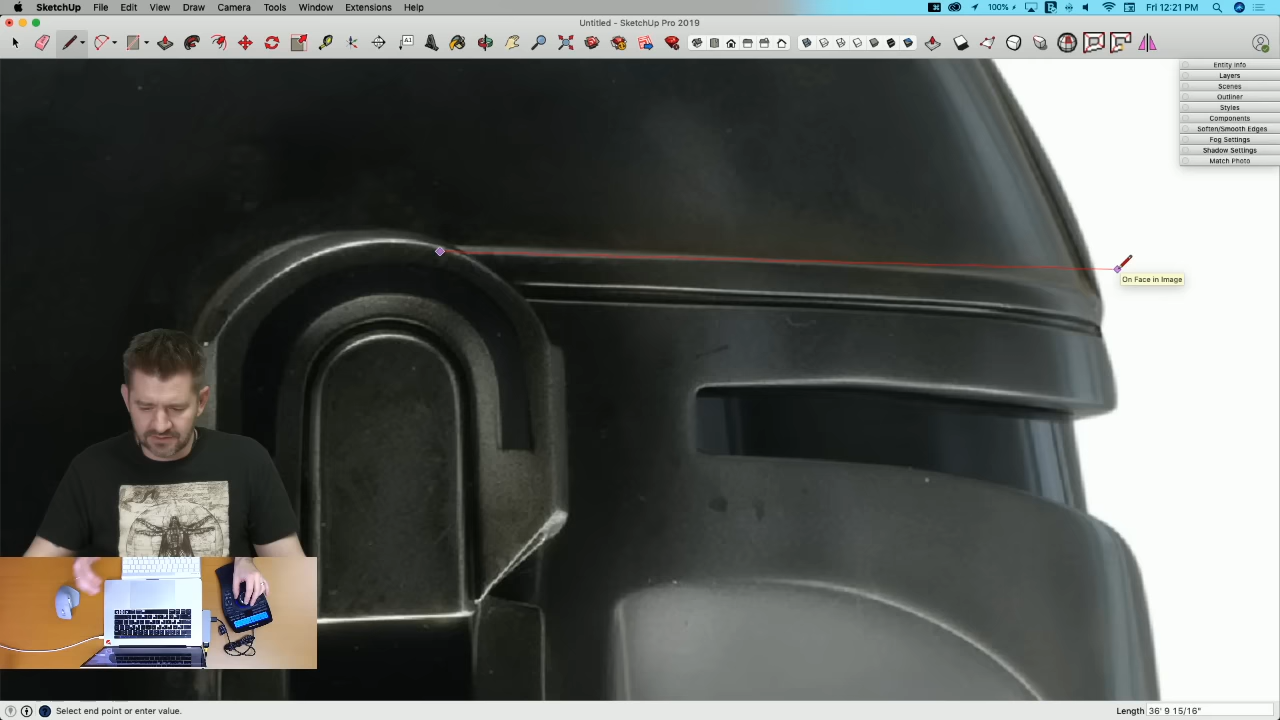 SketchUp File Edit View Draw Camera Tools Window Extensions Help
100% Fri 12:21 PM
Untitled - SketchUp Pro 2019
A1
Entity Info
Layers
Scenes
Outliner
Styles
Components
Soften/Smooth Edges
Fog Settings
Shadow Settings
Match Photo
On Face in Image
Select end point or enter value.
Length 36' 9 15/16"